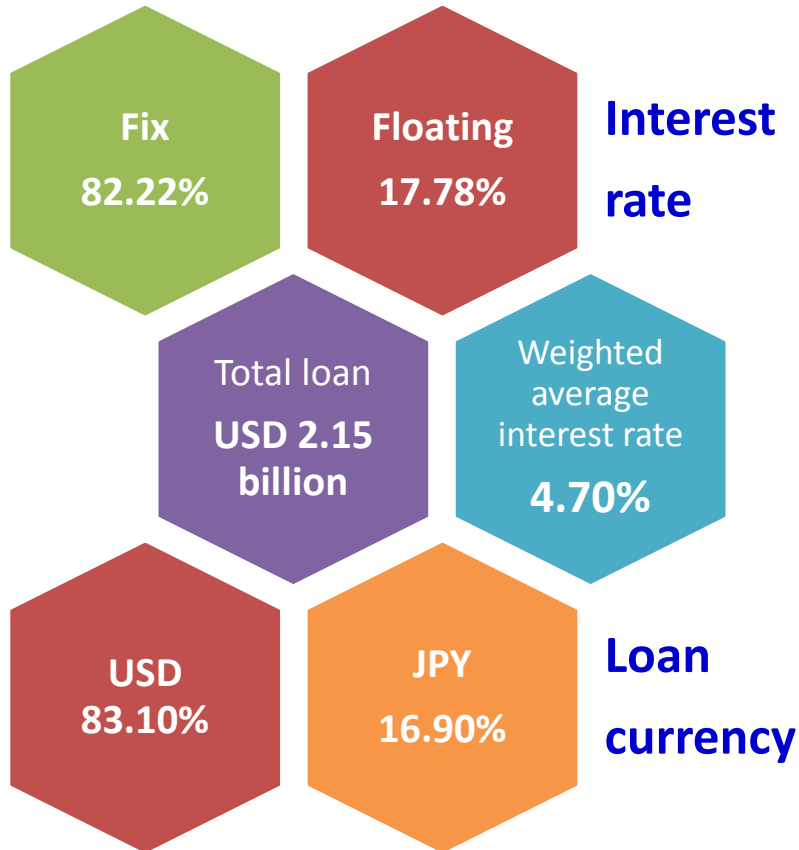 Fix
82.22%
Floating
17.78%
Interest
rate
Total loan
USD 2.15
billion
Weighted
average
interest rate
4.70%
USD
83.10%
JPY
16.90%
Loan
currency